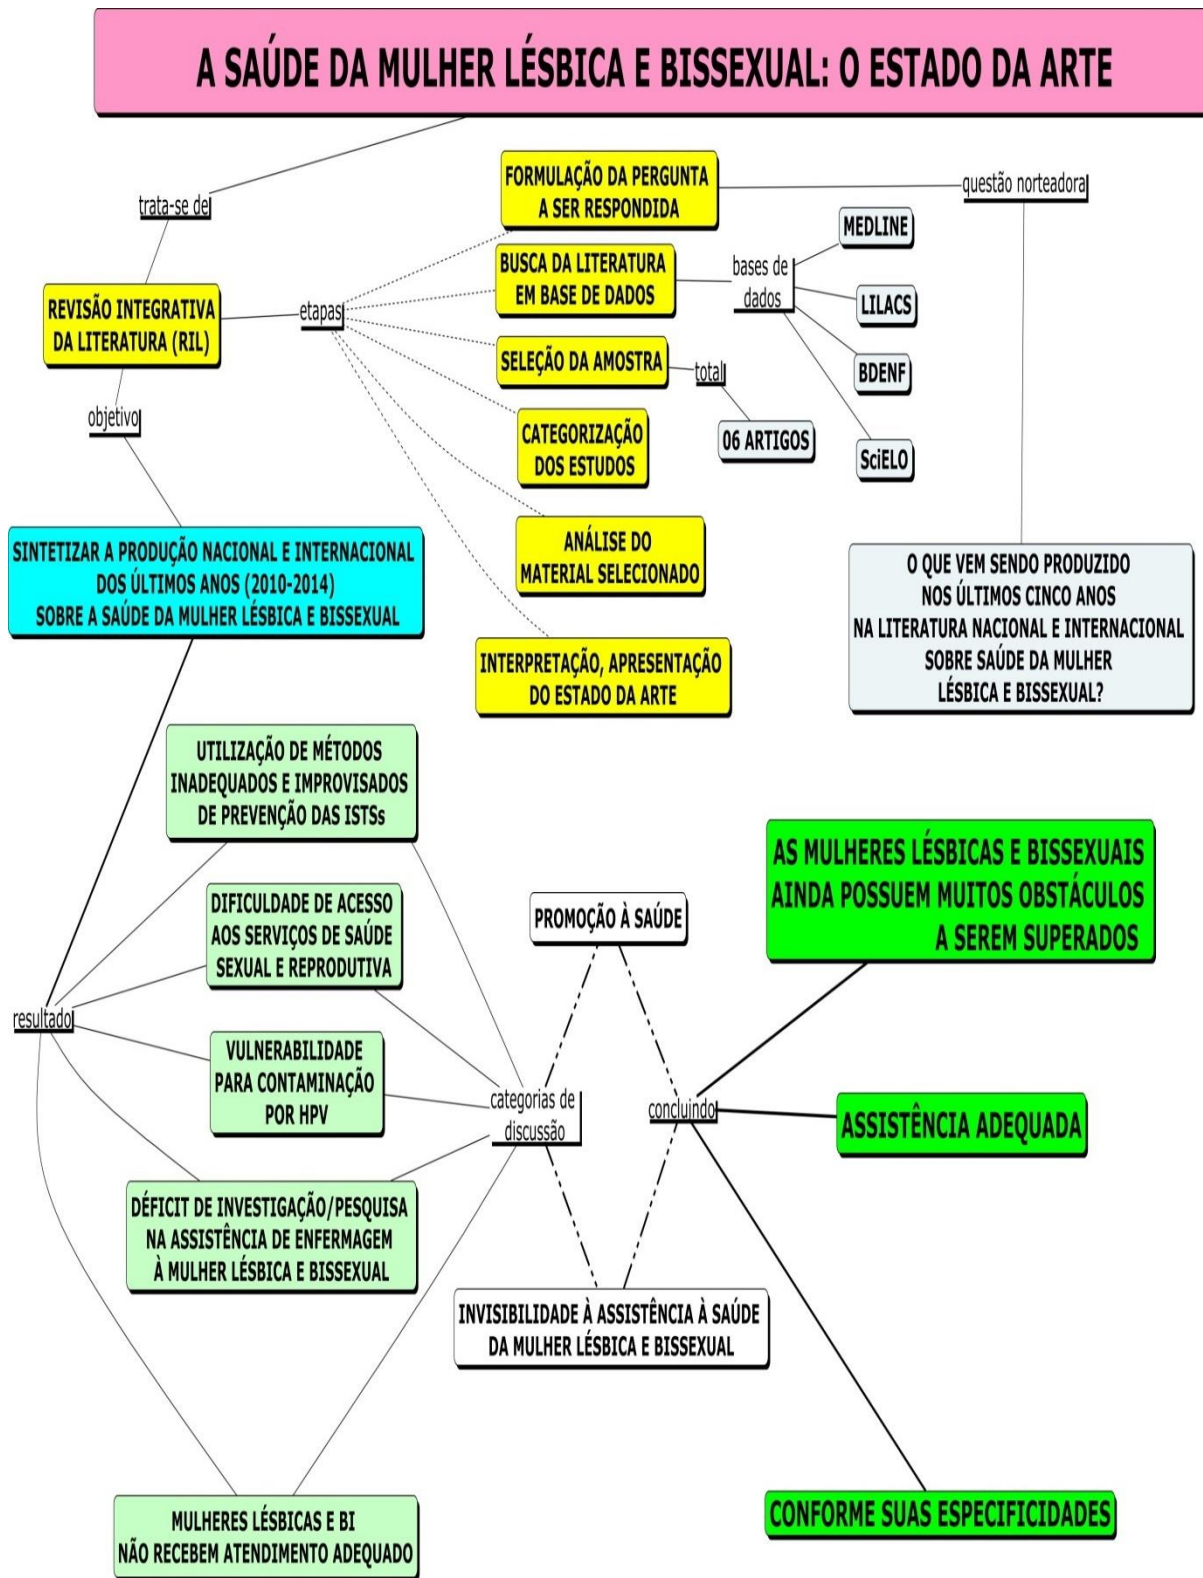 A SAÚDE DA MULHER LÉSBICA E BISSEXUAL: O ESTADO DA ARTE
trata-se de
REVISÃO INTEGRATIVA
DA LITERATURA (RIL)
etapas
FORMULAÇÃO DA PERGUNTA
A SER RESPONDIDA
questão norteadora
BUSCA DA LITERATURA
EM BASE DE DADOS
bases de
dados
MEDLINE
LILACS
BDENF
SciELO
SELEÇÃO DA AMOSTRA
total
06 ARTIGOS
CATEGORIZAÇÃO
DOS ESTUDOS
ANÁLISE DO
MATERIAL SELECIONADO
INTERPRETAÇÃO, APRESENTAÇÃO
DO ESTADO DA ARTE
O QUE VEM SENDO PRODUZIDO
NOS ÚLTIMOS CINCO ANOS
NA LITERATURA NACIONAL E INTERNACIONAL
SOBRE SAÚDE DA MULHER
LÉSBICA E BISSEXUAL?
objetivo
SINTETIZAR A PRODUÇÃO NACIONAL E INTERNACIONAL
DOS ÚLTIMOS ANOS (2010-2014)
SOBRE A SAÚDE DA MULHER LÉSBICA E BISSEXUAL
resultado
UTILIZAÇÃO DE MÉTODOS
INADEQUADOS E IMPROVISADOS
DE PREVENÇÃO DAS ISTSs
DIFICULDADE DE ACESSO
AOS SERVIÇOS DE SAÚDE
SEXUAL E REPRODUTIVA
VULNERABILIDADE
PARA CONTAMINAÇÃO
POR HPV
DÉFICIT DE INVESTIGAÇÃO/PESQUISA
NA ASSISTÊNCIA DE ENFERMAGEM
À MULHER LÉSBICA E BISSEXUAL
MULHERES LÉSBICAS E BI
NÃO RECEBEM ATENDIMENTO ADEQUADO
categorias de
discussão
PROMOÇÃO À SAÚDE
INVISIBILIDADE À ASSISTÊNCIA À SAÚDE
DA MULHER LÉSBICA E BISSEXUAL
concluindo
AS MULHERES LÉSBICAS E BISSEXUAIS
AINDA POSSUEM MUITOS OBSTÁCULOS
A SEREM SUPERADOS
ASSISTÊNCIA ADEQUADA
CONFORME SUAS ESPECIFICIDADES